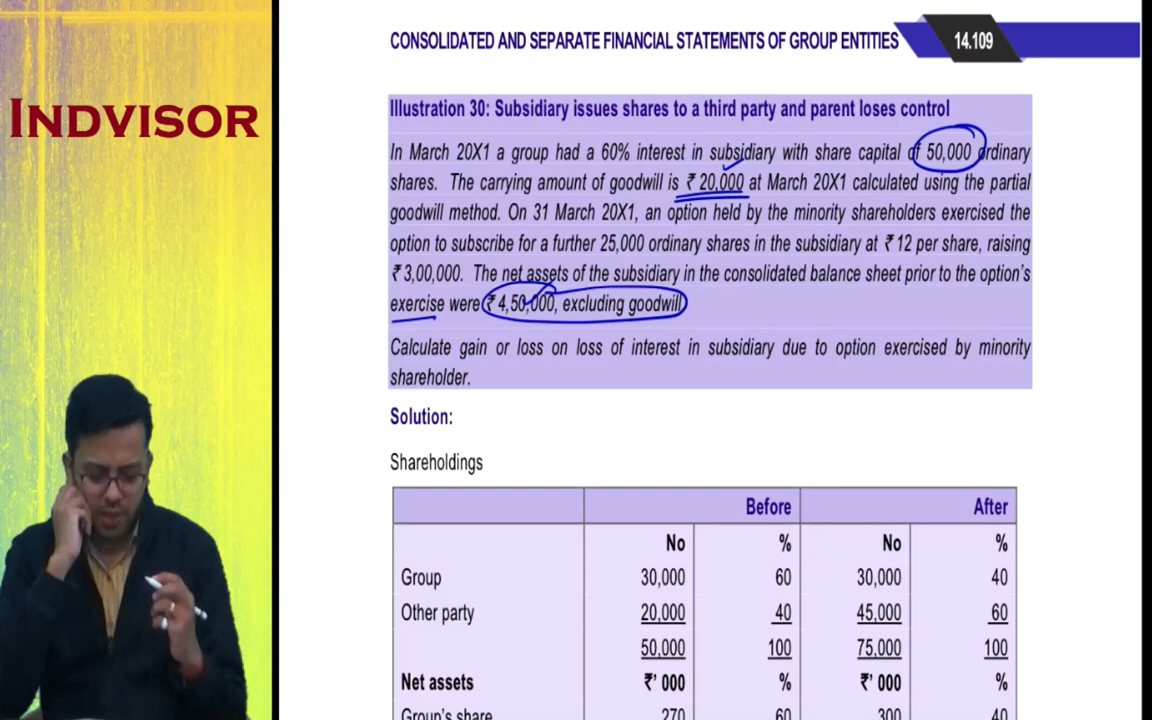 INDVISOR
CONSOLIDATED AND SEPARATE FINANCIAL STATEMENTS OF GROUP ENTITIES 14.109
Illustration 30: Subsidiary issues shares to a third party and parent loses control
In March 20X1 a group had a 60% interest in subsidiary with share capital of 50,000 ordinary
shares. The carrying amount of goodwill is ₹ 20,000 at March 20X1 calculated using the partial
goodwill method. On 31 March 20X1, an option held by the minority shareholders exercised the
option to subscribe for a further 25,000 ordinary shares in the subsidiary at ₹ 12 per share, raising
₹ 3,00,000. The net assets of the subsidiary in the consolidated balance sheet prior to the option's
exercise were ₹ 4,50,000, excluding goodwill
Calculate gain or loss on loss of interest in subsidiary due to option exercised by minority
shareholder.
Solution:
Shareholdings
Before After
No % No %
Group 30,000 60 30,000 40
Other party 20,000 40 45,000 60
50,000 100 75,000 100
Net assets ₹' 000 % ₹' 000 %
Group's share 270 60 300 40